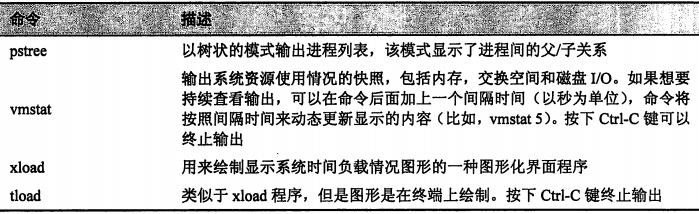 命令 描述
pstree 以树状的模式输出进程列表，该模式显示了进程间的父/子关系
输出系统资源使用情况的快照，包括内存，交换空间和磁盘 I/O。如果想要
持续查看输出，可以在命令后面加上一个间隔时间（以秒为单位），命令将
vmstat
按照间隔时间来动态更新显示的内容（比如，vmstat 5）。按下 Ctrl-C 键可以
终止输出
xload 用来绘制显示系统时间负载情况图形的一种图形化界面程序
tload 类似于 xload 程序，但是图形是在终端上绘制。按下 Ctrl-C 键终止输出